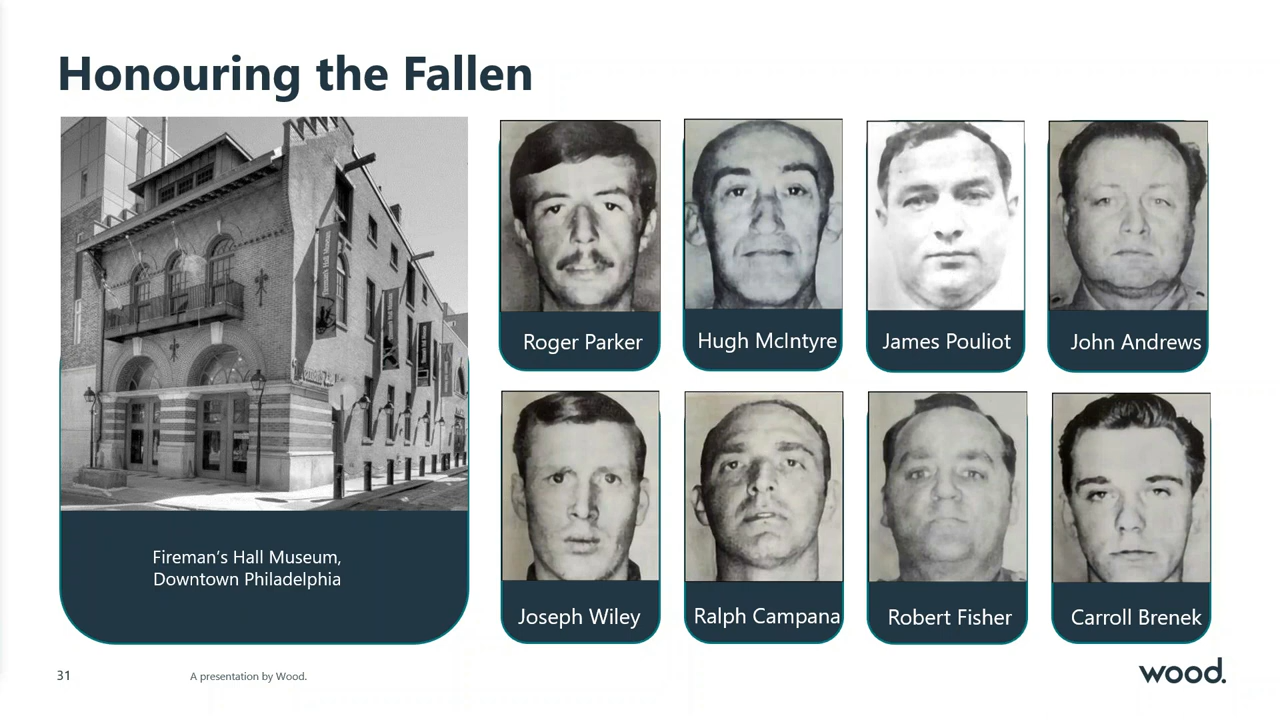 Honouring the Fallen
Roger Parker
Hugh McIntyre
James Pouliot
John Andrews
Fireman's Hall Museum,
Downtown Philadelphia
Joseph Wiley
Ralph Campana
Robert Fisher
Carroll Brenek
31
A presentation by Wood.
wood.